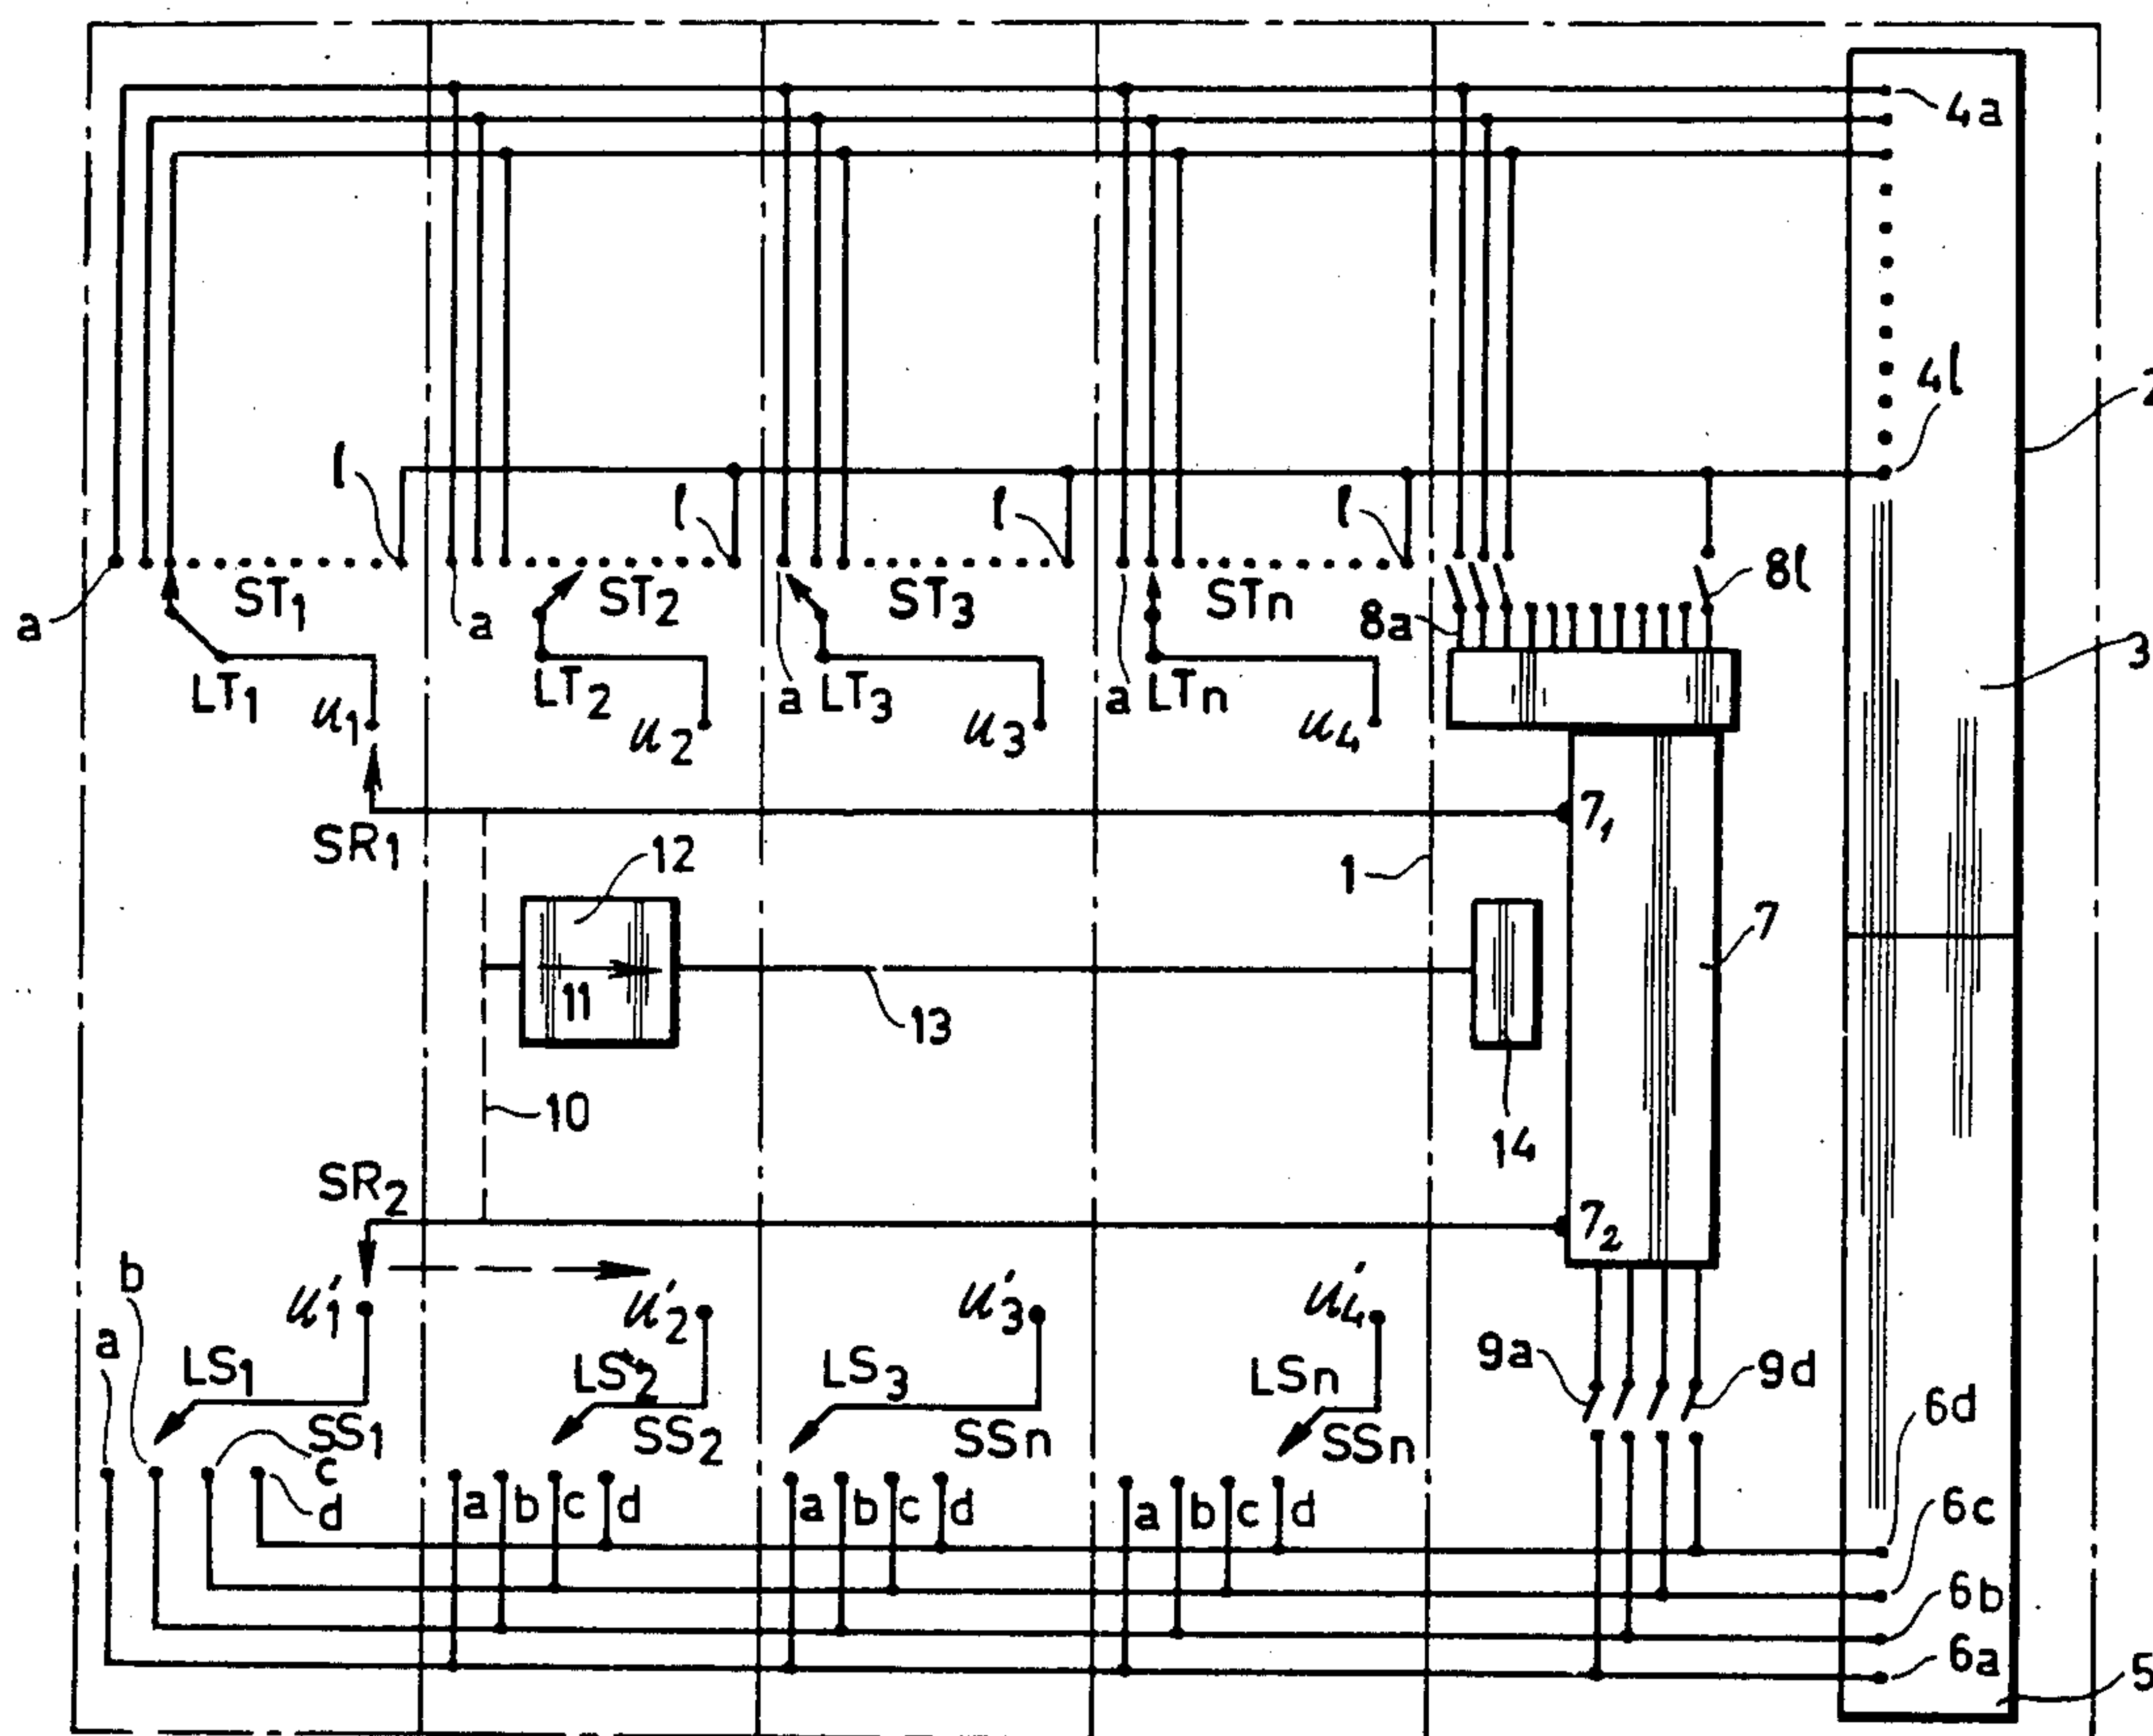 4a
2
4l
l l l l
ST1 ST2 ST3 STn 8l
a a 8a
3
LT1 LT2 a LT3 a LTn
u1 u2 u3 u4
SR1 71
12 1
7
11
13
10
14
SR2
72
b
u'1 u'2 u'3 u'4
a LS1 LS2 LS3 LSn 9a 9d
6d
SS1 SS2 SSn SSn
c
d a b c d a b c d a b c d
6c
6b
6a
5